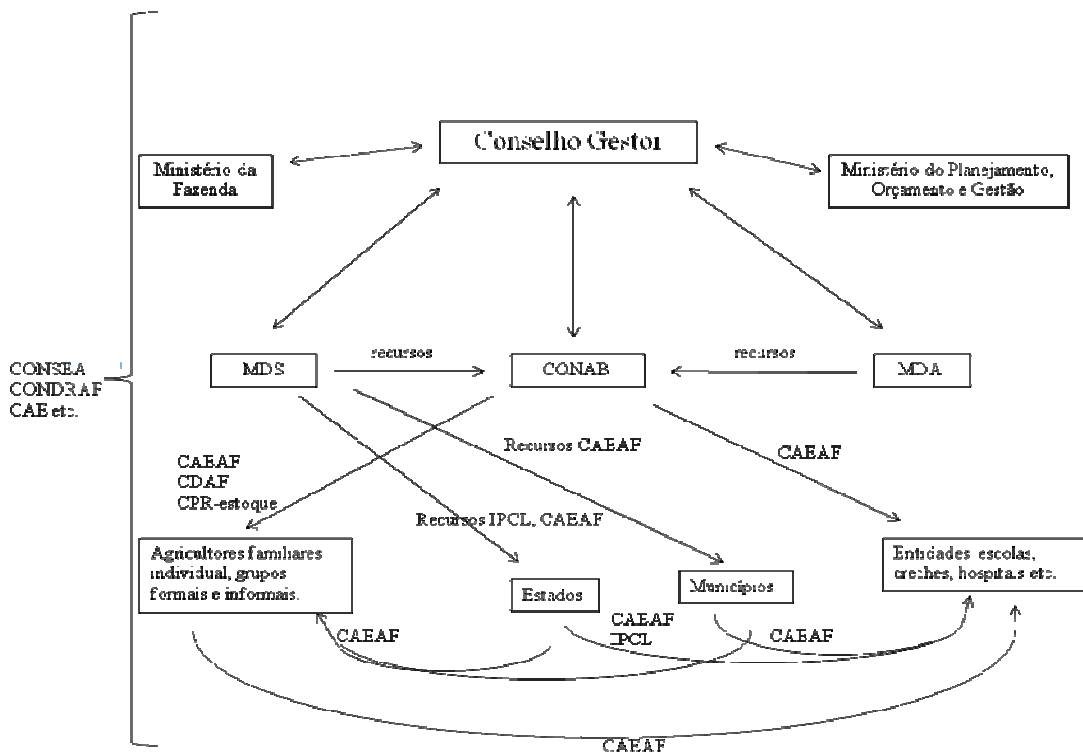 Conselho Gestor
Ministério da
Fazenda
Ministério do Planejamento,
Orçamento e Gestão
CONSEA
CONDRAF
CAE etc.
MDS
recursos
CONAB
recursos
MDA
Recursos CAEAF
CAEAF
CAEAF
CDAF
CPR-estoque
Recursos IPCL, CAEAF
Agricultores familiares
individual, grupos
formais e informais.
Estados
Municípios
Entidades escolas,
creches, hospitais etc.
CAEAF
CAEAF
IPCL
CAEAF
CAEAF